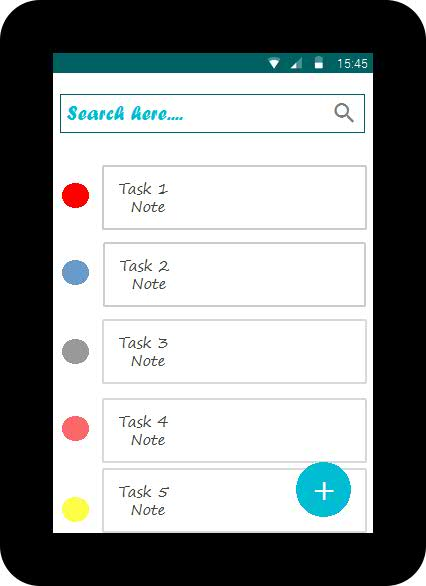 15:45
Search here....
Task 1
Note
Task 2
Note
Task 3
Note
Task 4
Note
Task 5
Note
+